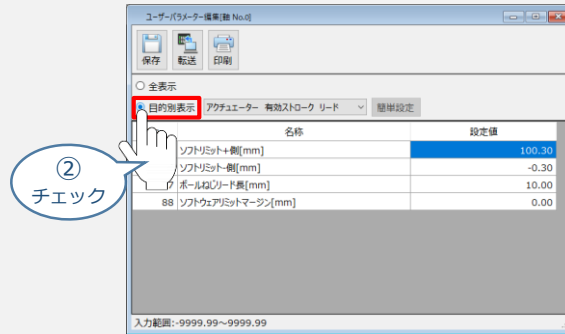 ユーザーパラメーター編集[軸 No.0]
保存 転送 印刷
全表示
目的別表示 アクチュエーター 有効ストローク リード 簡単設定
名称 設定値
ソフトリミット+側[mm] 100.30
ソフトリミット-側[mm] -0.30
7 ボールねじリード長[mm] 10.00
88 ソフトウェアリミットマージン[mm] 0.00
②
チェック
入力範囲:-9999.99～9999.99